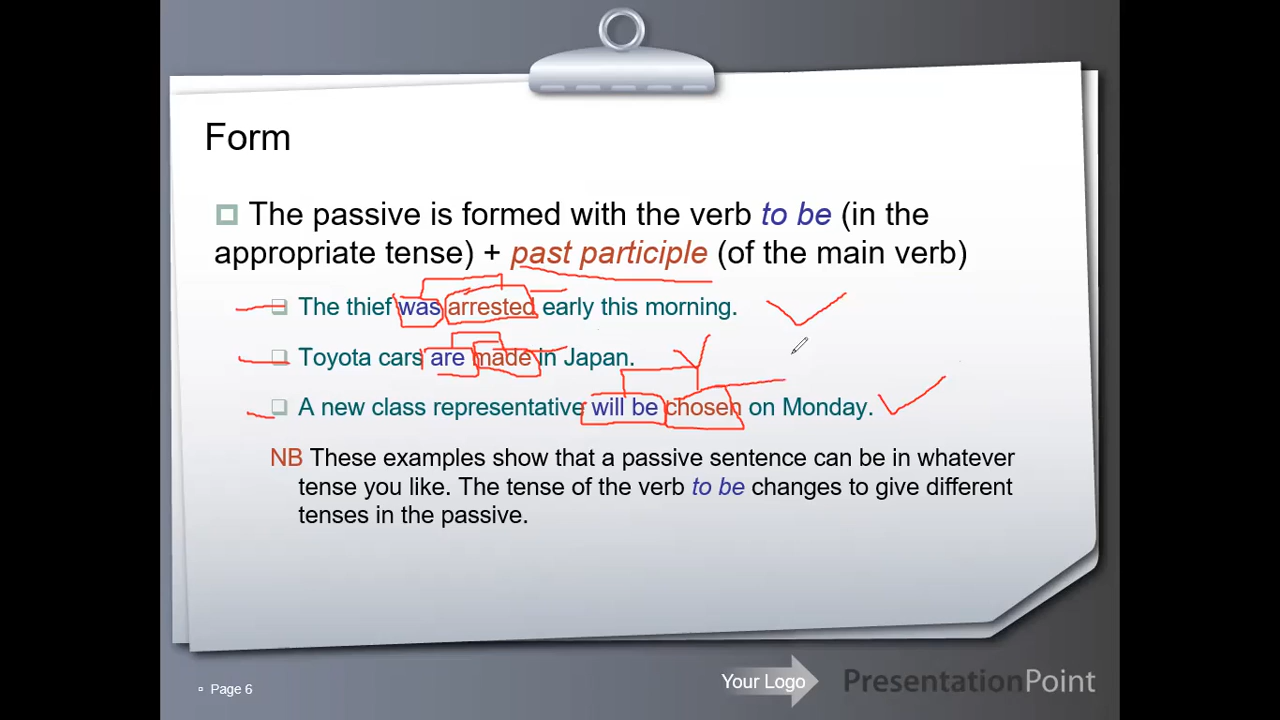 Form
The passive is formed with the verb to be (in the
appropriate tense) + past participle (of the main verb)
The thief was arrested early this morning.
Toyota cars are made in Japan.
A new class representative will be chosen on Monday.
NB These examples show that a passive sentence can be in whatever
tense you like. The tense of the verb to be changes to give different
tenses in the passive.
Page 6
Your Logo
PresentationPoint